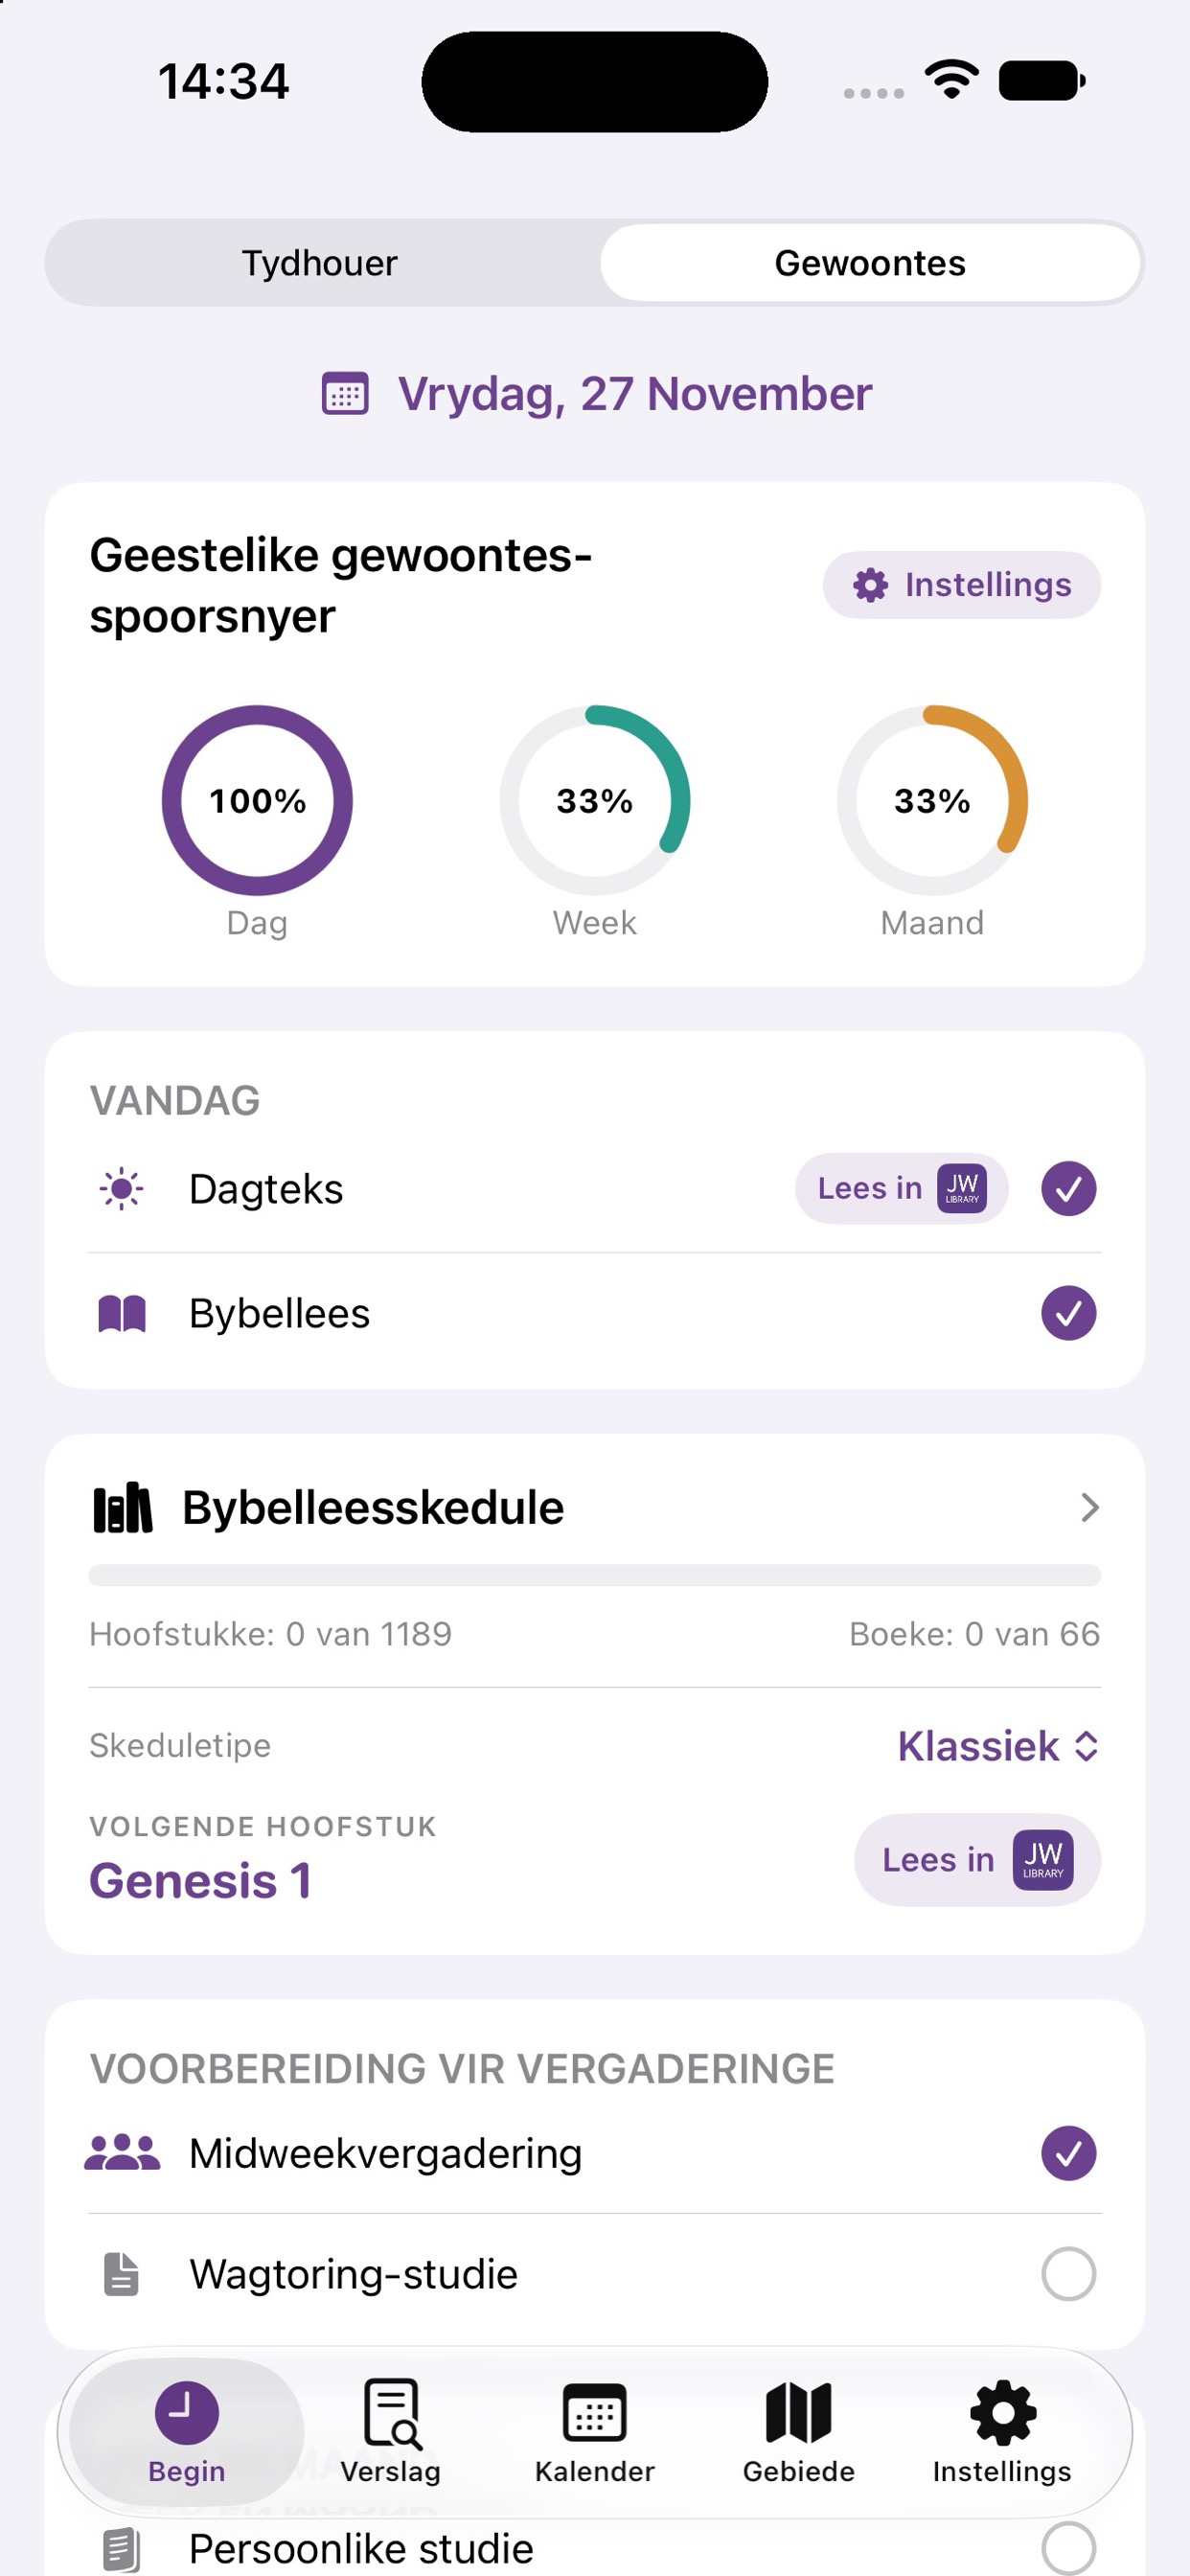 14:34
Tydhouer
Gewoontes
Vrydag, 27 November
Geestelike gewoontes-
spoorsnyer
Instellings
100%
33%
33%
Dag
Week
Maand
VANDAG
Dagteks
Lees in
JW
LIBRARY
Bybellees
Bybelleesskedule
Hoofstukke: 0 van 1189
Boeke: 0 van 66
Skeduletipe
Klassiek
VOLGENDE HOOFSTUK
Genesis 1
Lees in
JW
LIBRARY
VOORBEREIDING VIR VERGADERINGE
Midweekvergadering
Wagtoring-studie
Begin
Verslag
Kalender
Gebiede
Instellings
Persoonlike studie